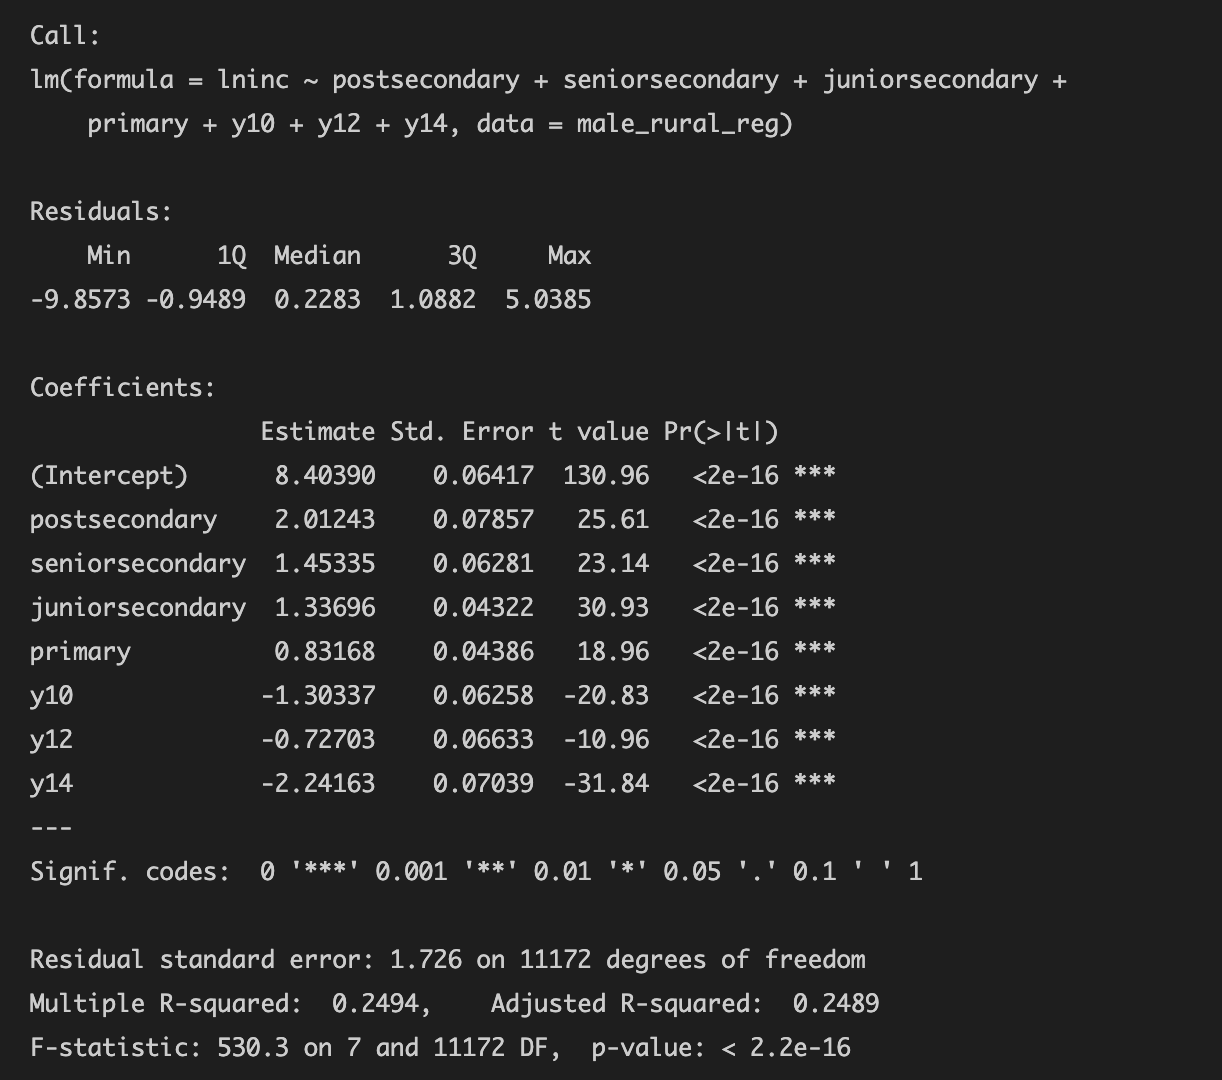 Call:
lm(formula = lninc ~ postsecondary + seniorsecondary + juniorsecondary +
    primary + y10 + y12 + y14, data = male_rural_reg)

Residuals:
    Min      1Q  Median      3Q     Max
-9.8573 -0.9489  0.2283  1.0882  5.0385

Coefficients:
                Estimate Std. Error t value Pr(>|t|)
(Intercept)      8.40390    0.06417  130.96   <2e-16 ***
postsecondary    2.01243    0.07857   25.61   <2e-16 ***
seniorsecondary  1.45335    0.06281   23.14   <2e-16 ***
juniorsecondary  1.33696    0.04322   30.93   <2e-16 ***
primary          0.83168    0.04386   18.96   <2e-16 ***
y10             -1.30337    0.06258  -20.83   <2e-16 ***
y12             -0.72703    0.06633  -10.96   <2e-16 ***
y14             -2.24163    0.07039  -31.84   <2e-16 ***
---
Signif. codes:  0 '***' 0.001 '**' 0.01 '*' 0.05 '.' 0.1 ' ' 1

Residual standard error: 1.726 on 11172 degrees of freedom
Multiple R-squared:  0.2494,    Adjusted R-squared:  0.2489
F-statistic: 530.3 on 7 and 11172 DF,  p-value: < 2.2e-16